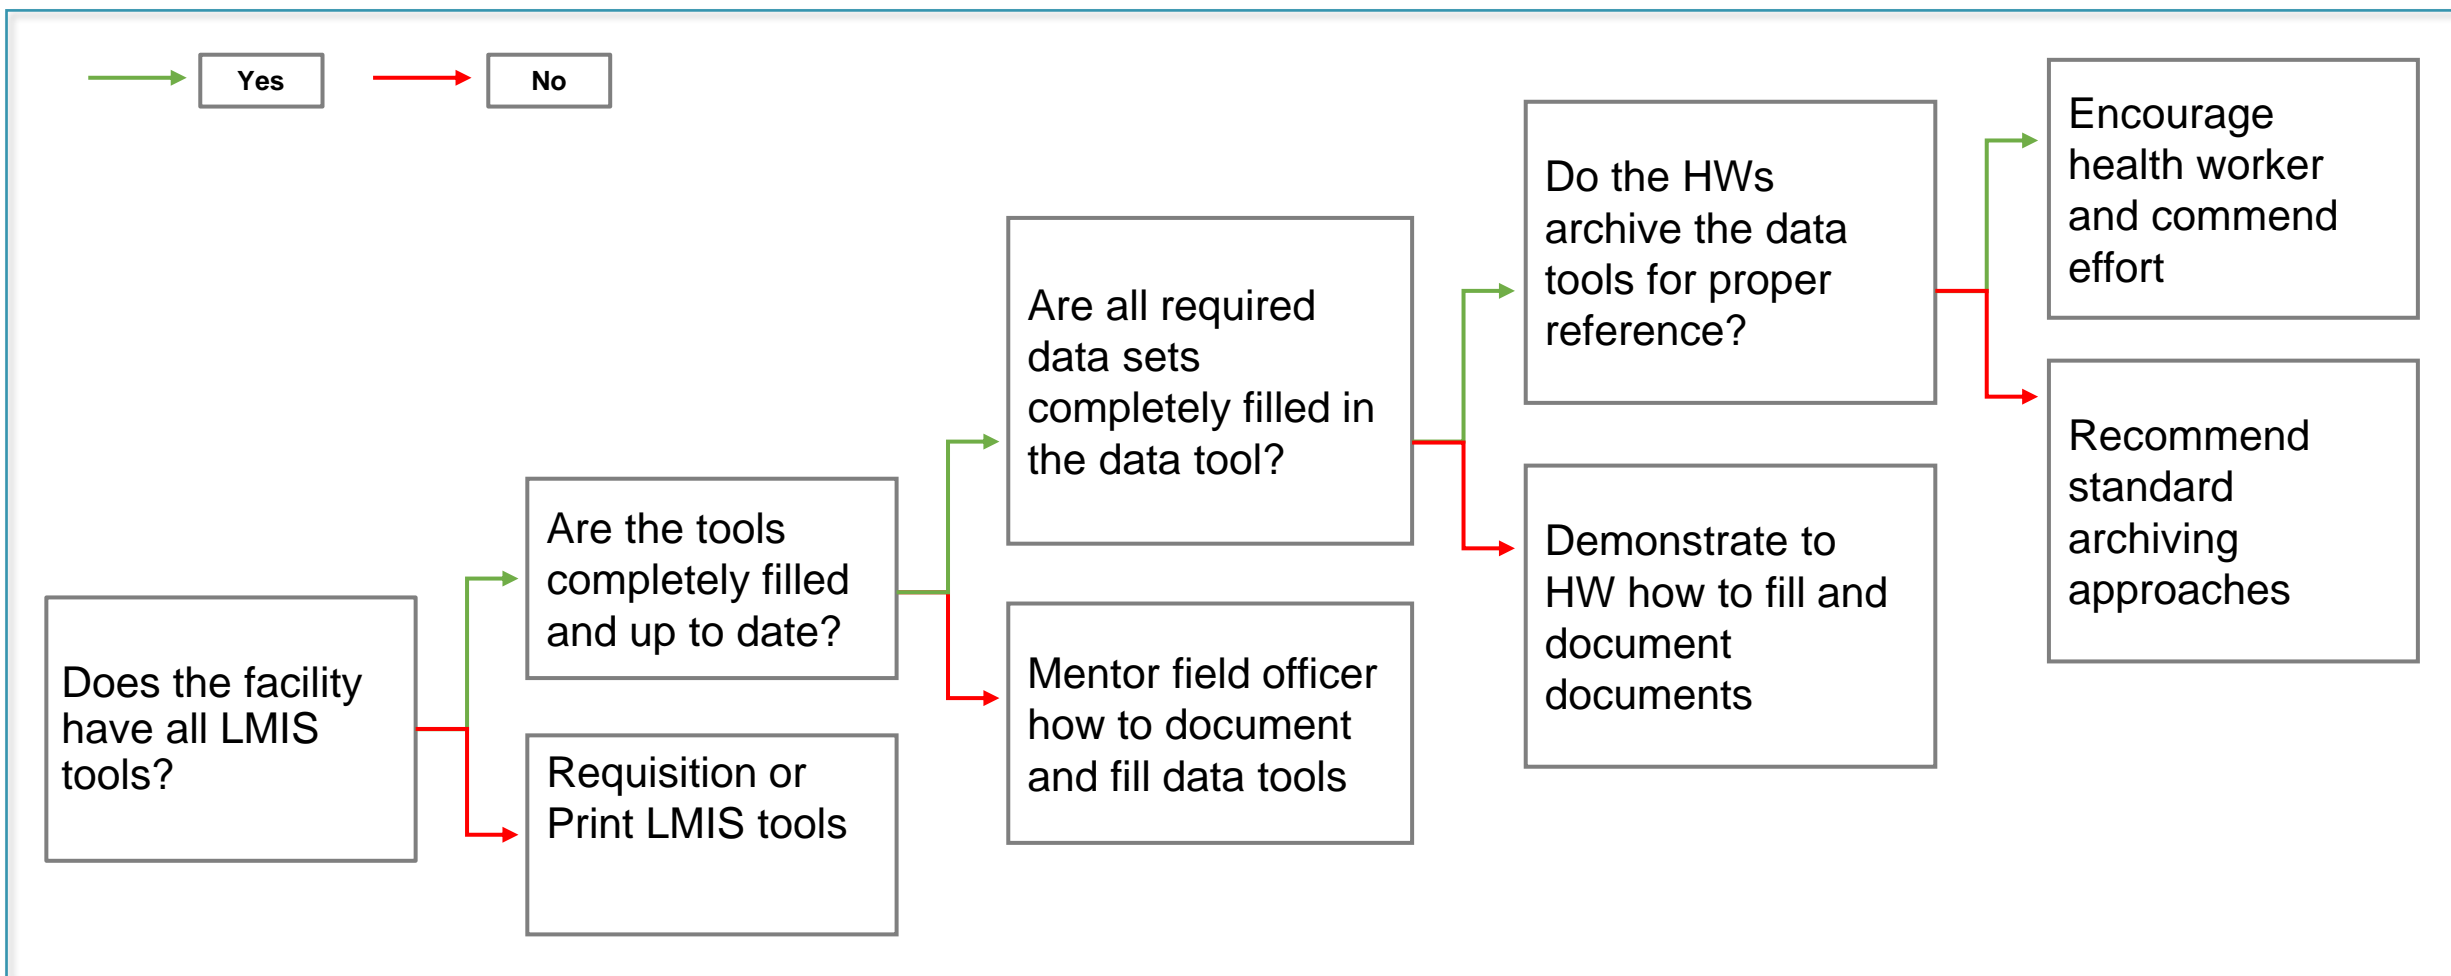 Yes
No
Does the facility
have all LMIS
tools?
Are the tools
completely filled
and up to date?
Requisition or
Print LMIS tools
Are all required
data sets
completely filled in
the data tool?
Mentor field officer
how to document
and fill data tools
Do the HWs
archive the data
tools for proper
reference?
Demonstrate to
HW how to fill and
document
documents
Encourage
health worker
and commend
effort
Recommend
standard
archiving
approaches